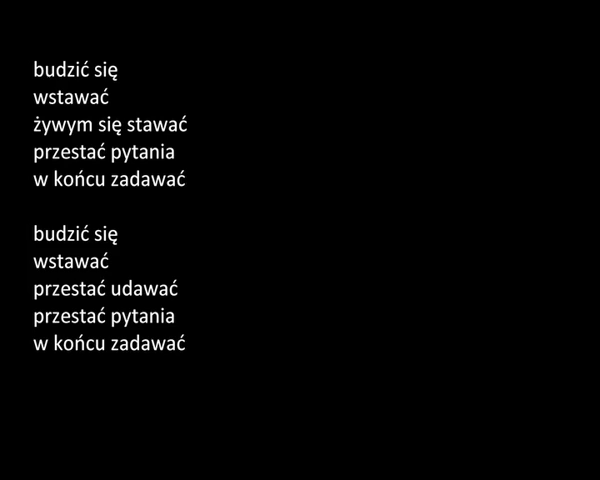 budzić się
wstawać
żywym się stawać
przestać pytania
w końcu zadawać

budzić się
wstawać
przestać udawać
przestać pytania
w końcu zadawać